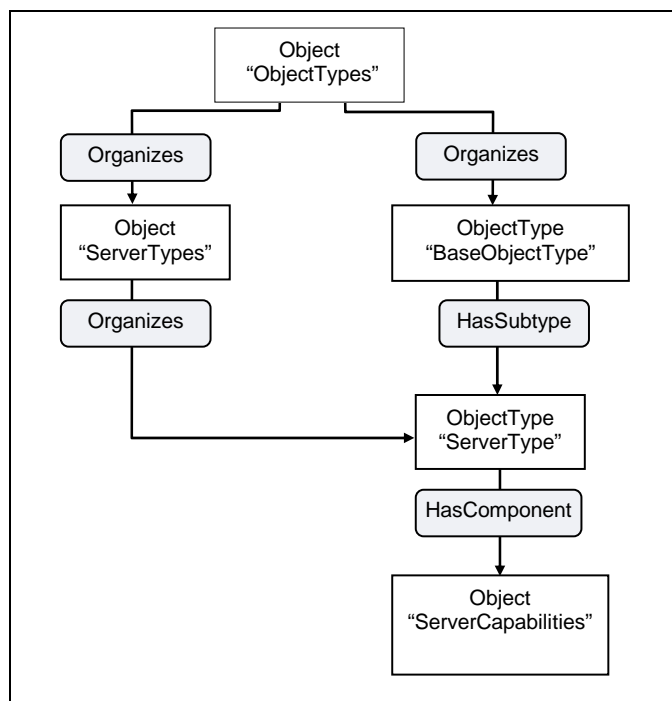 Object
“ObjectTypes”
Organizes
Organizes
Object
“ServerTypes”
ObjectType
“BaseObjectType”
Organizes
HasSubtype
ObjectType
“ServerType”
HasComponent
Object
“ServerCapabilities”